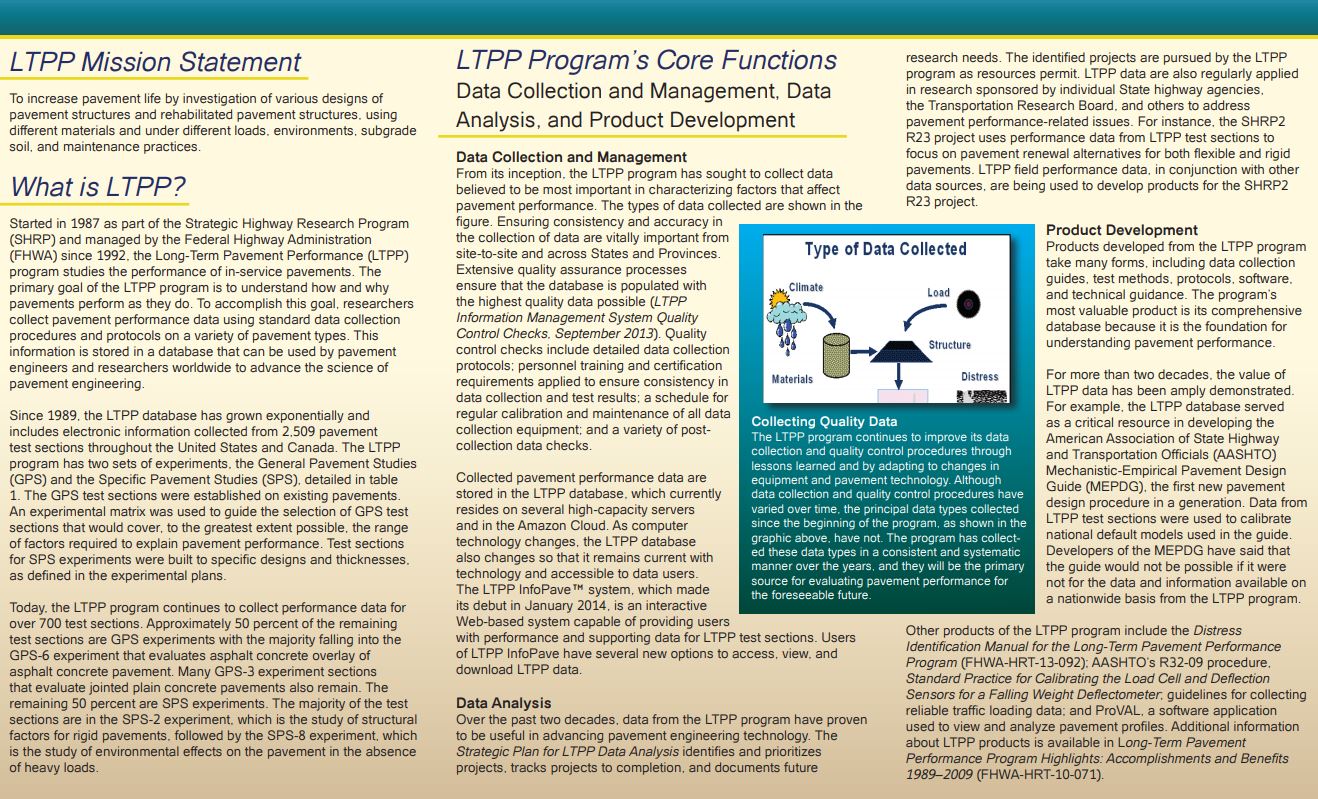 LTPP Mission Statement
To increase pavement life by investigation of various designs of
pavement structures and rehabilitated pavement structures, using
different materials and under different loads, environments, subgrade
soil, and maintenance practices.
What is LTPP?
Started in 1987 as part of the Strategic Highway Research Program
(SHRP) and managed by the Federal Highway Administration
(FHWA) since 1992, the Long-Term Pavement Performance (LTPP)
program studies the performance of in-service pavements. The
primary goal of the LTPP program is to understand how and why
pavements perform as they do. To accomplish this goal, researchers
collect pavement performance data using standard data collection
procedures and protocols on a variety of pavement types. This
information is stored in a database that can be used by pavement
engineers and researchers worldwide to advance the science of
pavement engineering.
Since 1989, the LTPP database has grown exponentially and
includes electronic information collected from 2,509 pavement
test sections throughout the United States and Canada. The LTPP
program has two sets of experiments, the General Pavement Studies
(GPS) and the Specific Pavement Studies (SPS), detailed in table
1. The GPS test sections were established on existing pavements.
An experimental matrix was used to guide the selection of GPS test
sections that would cover, to the greatest extent possible, the range
of factors required to explain pavement performance. Test sections
for SPS experiments were built to specific designs and thicknesses,
as defined in the experimental plans.
Today, the LTPP program continues to collect performance data for
over 700 test sections. Approximately 50 percent of the remaining
test sections are GPS experiments with the majority falling into the
GPS-6 experiment that evaluates asphalt concrete overlay of
asphalt concrete pavement. Many GPS-3 experiment sections
that evaluate jointed plain concrete pavements also remain. The
remaining 50 percent are SPS experiments. The majority of the test
sections are in the SPS-2 experiment, which is the study of structural
factors for rigid pavements, followed by the SPS-8 experiment, which
is the study of environmental effects on the pavement in the absence
of heavy loads.
LTPP Program's Core Functions
Data Collection and Management, Data
Analysis, and Product Development
Data Collection and Management
From its inception, the LTPP program has sought to collect data
believed to be most important in characterizing factors that affect
pavement performance. The types of data collected are shown in the
figure. Ensuring consistency and accuracy in
the collection of data are vitally important from
site-to-site and across States and Provinces.
Extensive quality assurance processes
ensure that the database is populated with
the highest quality data possible (LTPP
Information Management System Quality
Control Checks, September 2013). Quality
control checks include detailed data collection
protocols; personnel training and certification
requirements applied to ensure consistency in
data collection and test results; a schedule for
regular calibration and maintenance of all data
collection equipment; and a variety of post-
collection data checks.
Collected pavement performance data are
stored in the LTPP database, which currently
resides on several high-capacity servers
and in the Amazon Cloud. As computer
technology changes, the LTPP database
also changes so that it remains current with
technology and accessible to data users.
The LTPP InfoPave™ system, which made
its debut in January 2014, is an interactive
Web-based system capable of providing users
with performance and supporting data for LTPP test sections. Users
of LTPP InfoPave have several new options to access, view, and
download LTPP data.
Data Analysis
Over the past two decades, data from the LTPP program have proven
to be useful in advancing pavement engineering technology. The
Strategic Plan for LTPP Data Analysis identifies and prioritizes
projects, tracks projects to completion, and documents future
Type of Data Collected
Climate
Load
Structure
Materials
Distress
Collecting Quality Data
The LTPP program continues to improve its data
collection and quality control procedures through
lessons learned and by adapting to changes in
equipment and pavement technology. Although
data collection and quality control procedures have
varied over time, the principal data types collected
since the beginning of the program, as shown in the
graphic above, have not. The program has collect-
ed these data types in a consistent and systematic
manner over the years, and they will be the primary
source for evaluating pavement performance for
the foreseeable future.
research needs. The identified projects are pursued by the LTPP
program as resources permit. LTPP data are also regularly applied
in research sponsored by individual State highway agencies,
the Transportation Research Board, and others to address
pavement performance-related issues. For instance, the SHRP2
R23 project uses performance data from LTPP test sections to
focus on pavement renewal alternatives for both flexible and rigid
pavements. LTPP field performance data, in conjunction with other
data sources, are being used to develop products for the SHRP2
R23 project.
Product Development
Products developed from the LTPP program
take many forms, including data collection
guides, test methods, protocols, software,
and technical guidance. The program's
most valuable product is its comprehensive
database because it is the foundation for
understanding pavement performance.
For more than two decades, the value of
LTPP data has been amply demonstrated.
For example, the LTPP database served
as a critical resource in developing the
American Association of State Highway
and Transportation Officials (AASHTO)
Mechanistic-Empirical Pavement Design
Guide (MEPDG), the first new pavement
design procedure in a generation. Data from
LTPP test sections were used to calibrate
national default models used in the guide.
Developers of the MEPDG have said that
the guide would not be possible if it were
not for the data and information available on
a nationwide basis from the LTPP program.
Other products of the LTPP program include the Distress
Identification Manual for the Long-Term Pavement Performance
Program (FHWA-HRT-13-092); AASHTO's R32-09 procedure,
Standard Practice for Calibrating the Load Cell and Deflection
Sensors for a Falling Weight Deflectometer; guidelines for collecting
reliable traffic loading data; and ProVAL, a software application
used to view and analyze pavement profiles. Additional information
about LTPP products is available in Long-Term Pavement
Performance Program Highlights: Accomplishments and Benefits
1989–2009 (FHWA-HRT-10-071).